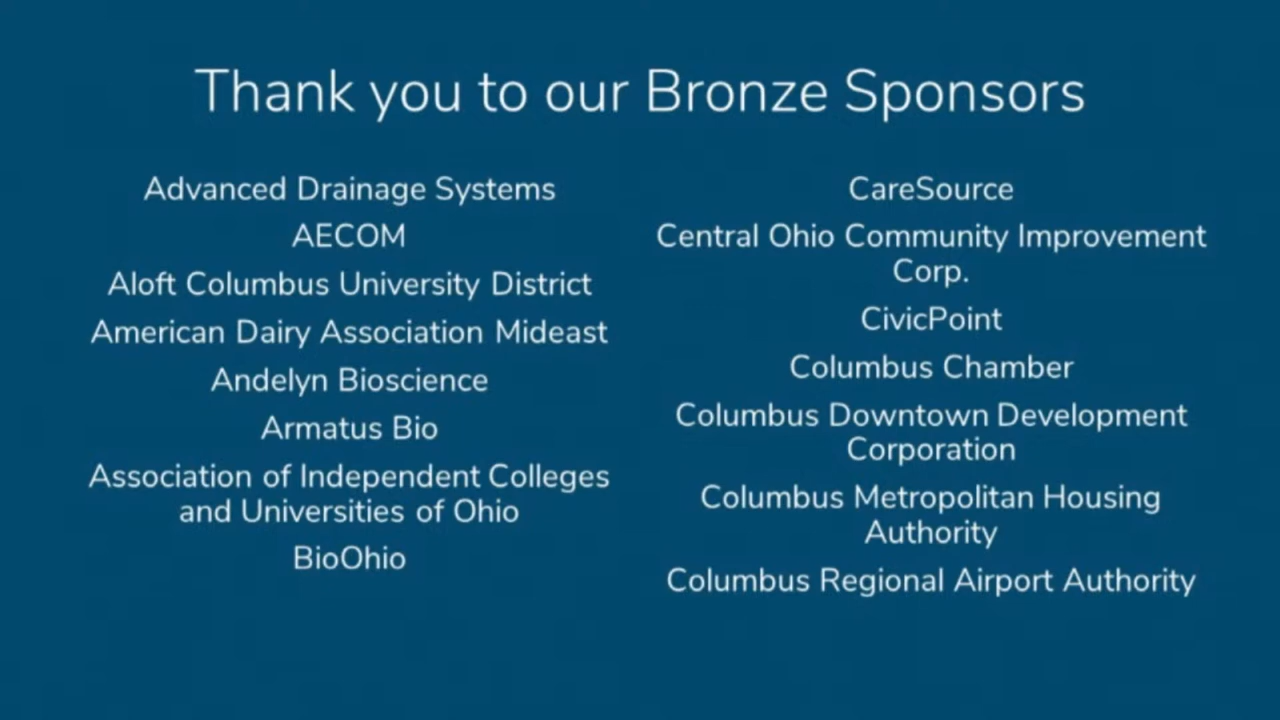 Thank you to our Bronze Sponsors
Advanced Drainage Systems
AECOM
Aloft Columbus University District
American Dairy Association Mideast
Andelyn Bioscience
Armatus Bio
Association of Independent Colleges
and Universities of Ohio
BioOhio
CareSource
Central Ohio Community Improvement
Corp.
CivicPoint
Columbus Chamber
Columbus Downtown Development
Corporation
Columbus Metropolitan Housing
Authority
Columbus Regional Airport Authority